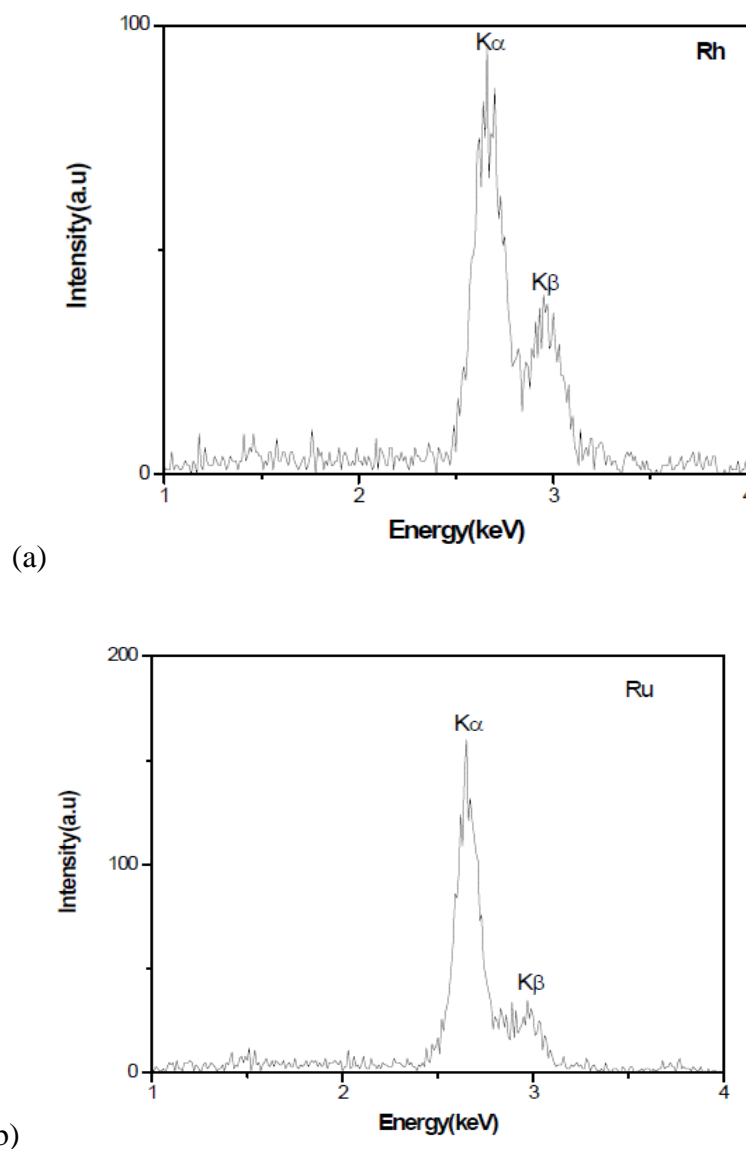 100
Kα
Rh
Intensity(a.u)
Kβ
0
1
2
3
4
Energy(keV)
(a)
200
Ru
Kα
Intensity(a.u)
100
Kβ
0
1
2
3
4
Energy(keV)
)